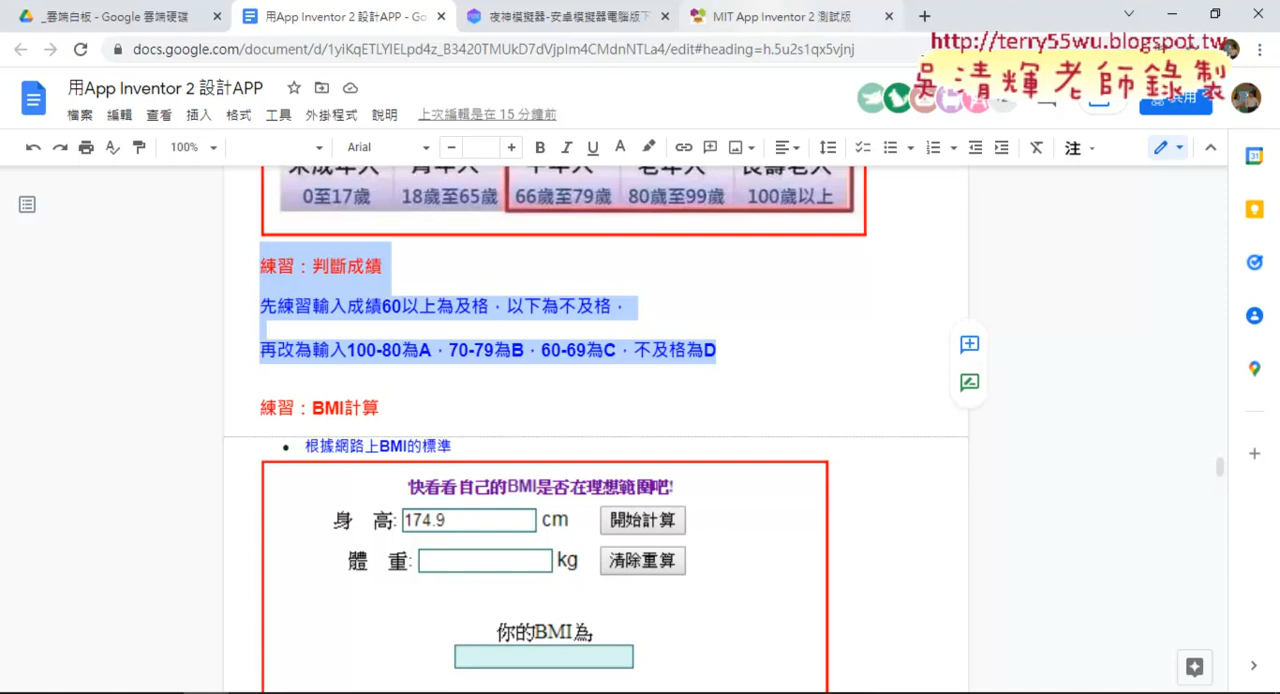 _雲端白板 - Google 雲端硬碟
用App Inventor 2 設計APP - Go
夜神模擬器-安卓模擬器電腦版下
MIT App Inventor 2 測試版
docs.google.com/document/d/1yiKqETLYlELpd4z_B3420TMUkD7dVjpIm4CMdnNTLa4/edit#heading=h.5u2s1qx5vjnj
http://terry55wu.blogspot.tw
吳清輝老師錄製
用App Inventor 2 設計APP
共用
檔案 編輯 查看 插入 格式 工具 外掛程式 說明 上次編輯是在 15 分鐘前
100% Arial B I U A 注
0至17歲 18歲至65歲 66歲至79歲 80歲至99歲 100歲以上
練習：判斷成績
先練習輸入成績60以上為及格，以下為不及格，
再改為輸入100-80為A，70-79為B，60-69為C，不及格為D
練習：BMI計算
根據網路上BMI的標準
快看看自己的BMI是否在理想範圍吧!
身 高: 174.9 cm 開始計算
體 重: kg 清除重算
你的BMI為,